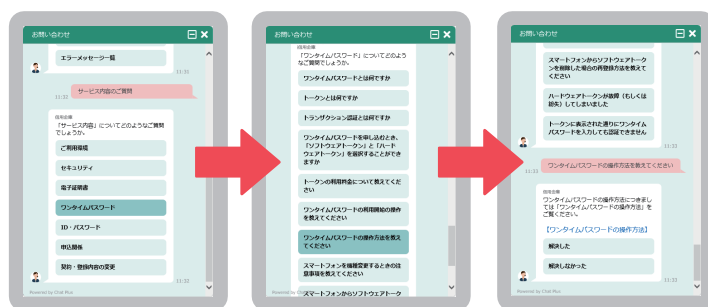 お問い合わせ
エラーメッセージ一覧
11:33
サービス内容のご質問
11:33
信用金庫
「サービス内容」についてどのようなご質問
でしょうか。
ご利用環境
セキュリティ
電子証明書
ワンタイムパスワード
ID・パスワード
申込関係
契約・登録内容の変更
11:33
Powered by Chat Plus
お問い合わせ
信用金庫
「ワンタイムパスワード」についてどのよう
なご質問でしょうか。
ワンタイムパスワードとは何ですか
トークンとは何ですか
トランザクション認証とは何ですか
ワンタイムパスワードを申し込むとき、
「ソフトウェアトークン」と「ハード
ウェアトークン」を選択することができ
ますか
トークンの利用料金について教えてくだ
さい
ワンタイムパスワードの利用開始の操作
を教えてください
ワンタイムパスワードの操作方法を教え
てください
スマートフォンを機種変更するときの注
意事項を教えてください
スマートフォンからソフトウェアトーク
Powered by Ch
お問い合わせ
スマートフォンからソフトウェアトーク
ンを削除した場合の再登録方法を教えて
ください
ハードウェアトークンが故障（もしくは
紛失）してしまいました
トークンに表示された通りにワンタイム
パスワードを入力しても認証できません
11:33
ワンタイムパスワードの操作方法を教えてください
11:33
信用金庫
ワンタイムパスワードの操作方法につきまし
ては「ワンタイムパスワードの操作方法」を
ご覧ください。
【ワンタイムパスワードの操作方法】
解決した
解決しなかった
11:33
Powered by Chat Plus